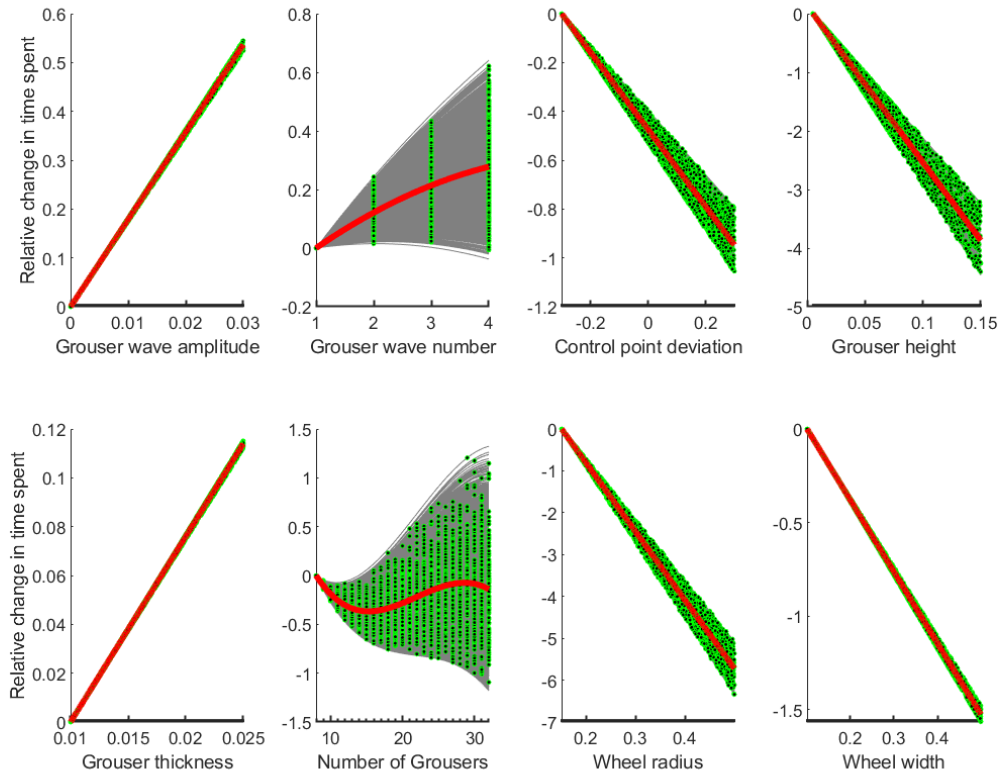 Relative change in time spent
0.6
0.5
0.4
0.3
0.2
0.1
0
0 0.01 0.02 0.03
Grouser wave amplitude
0.8
0.6
0.4
0.2
0
-0.2
1 2 3 4
Grouser wave number
0
-0.2
-0.4
-0.6
-0.8
-1
-1.2
-0.2 0 0.2
Control point deviation
0
-1
-2
-3
-4
-5
0 0.05 0.1 0.15
Grouser height
Relative change in time spent
0.12
0.1
0.08
0.06
0.04
0.02
0
0.01 0.015 0.02 0.025
Grouser thickness
1.5
1
0.5
0
-0.5
-1
-1.5
10 20 30
Number of Grousers
0
-1
-2
-3
-4
-5
-6
-7
0.2 0.3 0.4
Wheel radius
0
-0.5
-1
-1.5
0.2 0.3 0.4
Wheel width